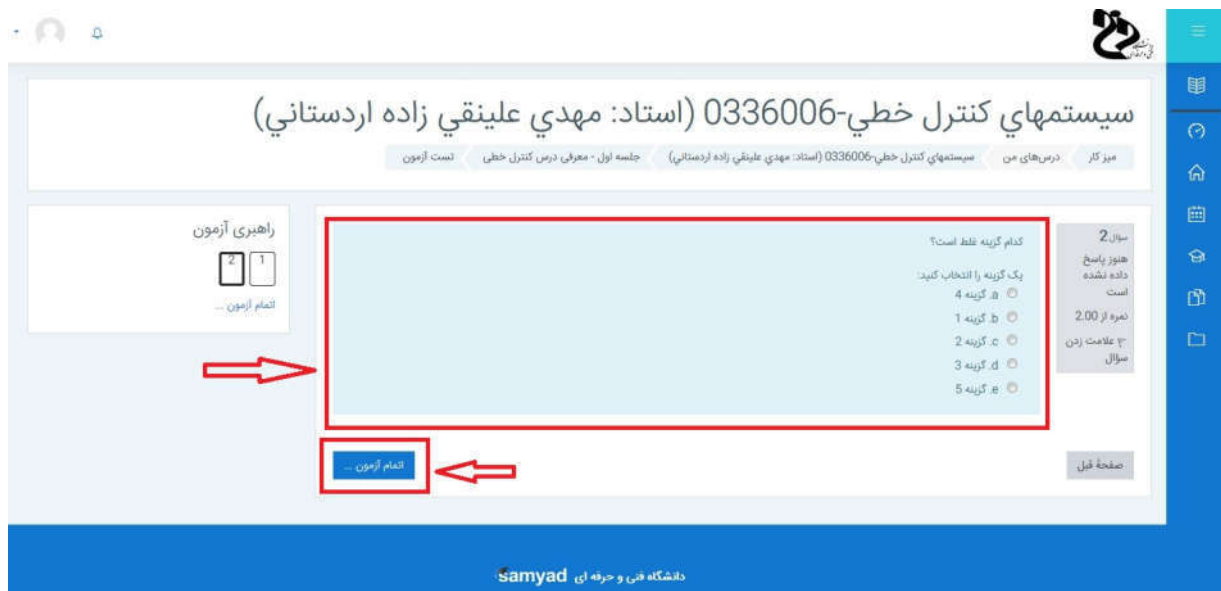 سیستمهاي کنترل خطي-0336006 (استاد: مهدي علینقي زاده اردستاني)
میز کار
درس‌های من
سیستمهاي کنترل خطي-0336006 (استاد: مهدي علینقي زاده اردستاني)
جلسه اول - معرفی درس کنترل خطی
تست آزمون
سؤال 2
هنوز پاسخ
داده نشده
است
نمره از 2.00
علامت زدن
سؤال
کدام گزینه غلط است؟
یک گزینه را انتخاب کنید:
a. گزینه 4
b. گزینه 1
c. گزینه 2
d. گزینه 3
e. گزینه 5
صفحهٔ قبل
اتمام آزمون ...
راهبری آزمون
1
2
اتمام آزمون ...
دانشگاه فنی و حرفه ای samyad